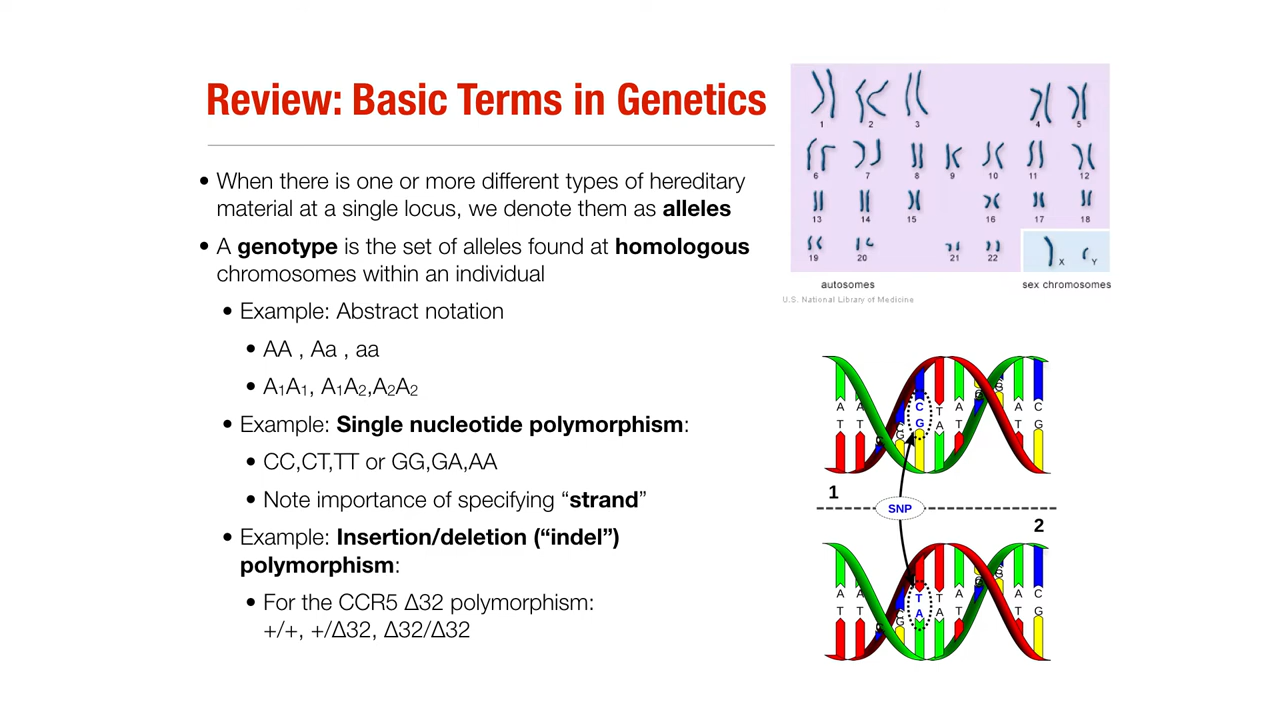 Review: Basic Terms in Genetics
• When there is one or more different types of hereditary
material at a single locus, we denote them as alleles
• A genotype is the set of alleles found at homologous
chromosomes within an individual
• Example: Abstract notation
• AA , Aa , aa
• A₁A₁, A₁A₂,A₂A₂
• Example: Single nucleotide polymorphism:
• CC,CT,TT or GG,GA,AA
• Note importance of specifying “strand”
• Example: Insertion/deletion (“indel”)
polymorphism:
• For the CCR5 Δ32 polymorphism:
+/+, +/Δ32, Δ32/Δ32
1 2 3 4 5
6 7 8 9 10 11 12
13 14 15 16 17 18
19 20 21 22 X Y
autosomes sex chromosomes
U.S. National Library of Medicine
A A C T A A C
T T G A T T G
1
SNP
2
A A T T A A C
T T A A T T G